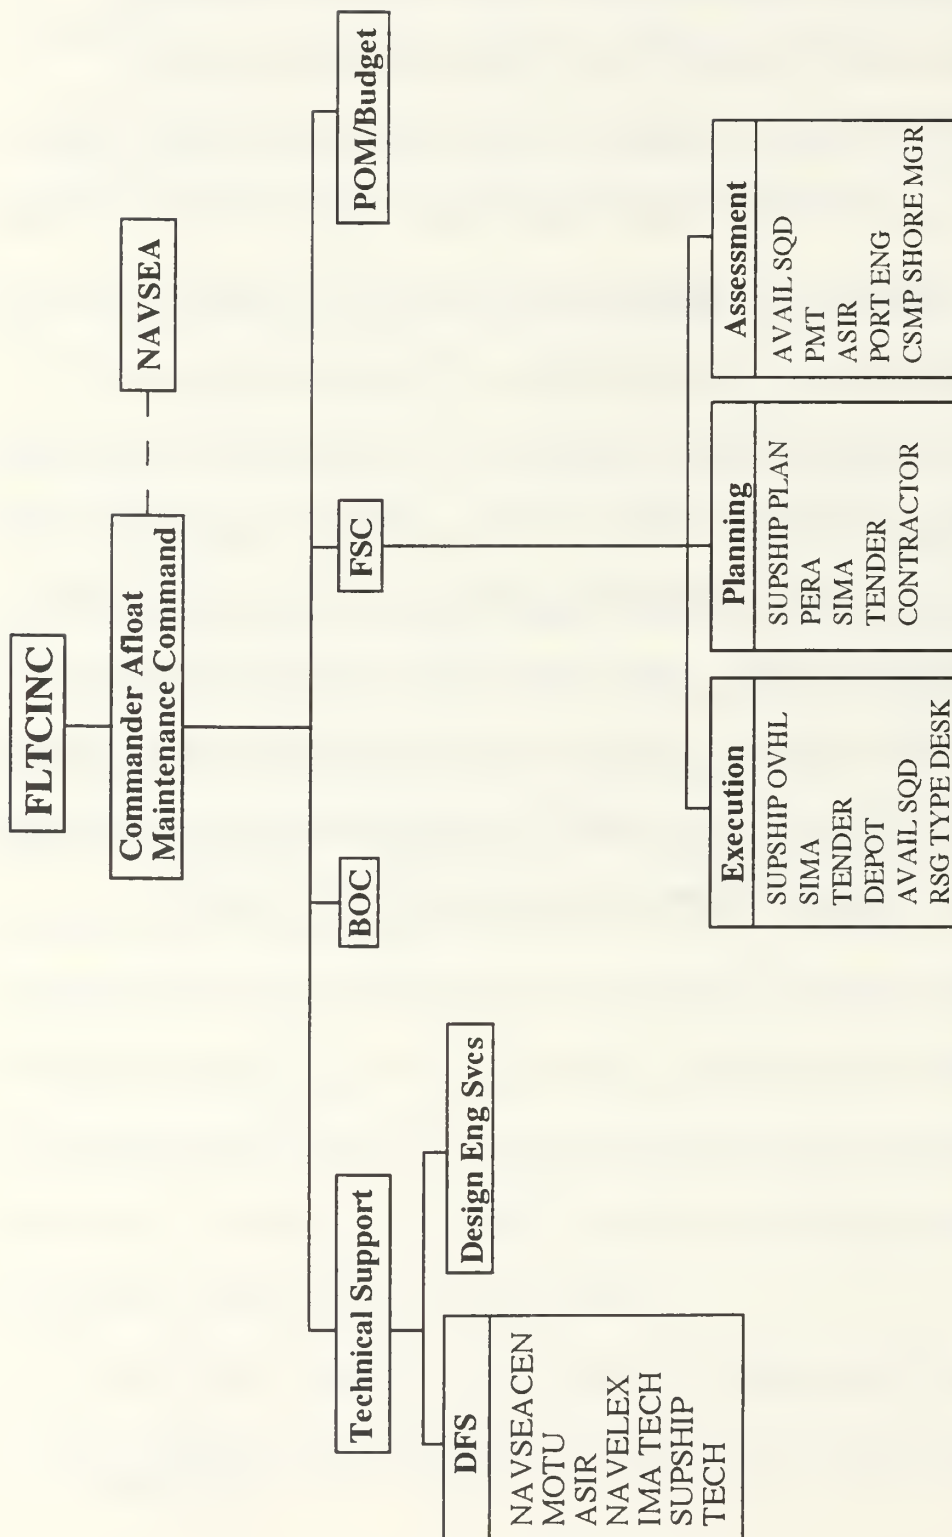 FLTCINC
Commander Afloat
Maintenance Command
NAVSEA
Technical Support
BOC
FSC
POM/Budget
DFS
NAVSEACEN
MOTU
ASIR
NAVELEX
IMA TECH
SUPSHIP
TECH
Design Eng Svcs
Execution
SUPSHIP OVHL
SIMA
TENDER
DEPOT
AVAIL SQD
RSG TYPE DESK
Planning
SUPSHIP PLAN
PERA
SIMA
TENDER
CONTRACTOR
Assessment
AVAIL SQD
PMT
ASIR
PORT ENG
CSMP SHORE MGR